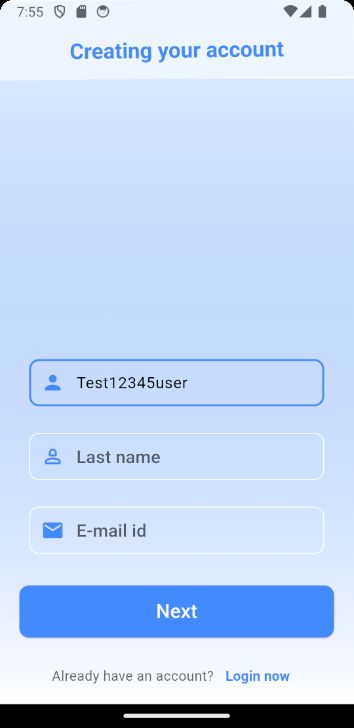 7:55
Creating your account
Test12345user
Last name
E-mail id
Next
Already have an account? Login now